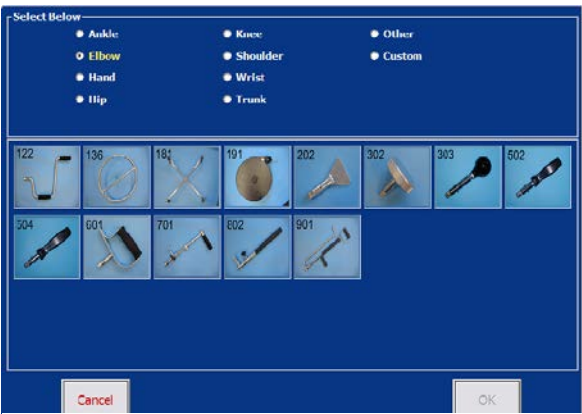 Select Below
Ankle Knee Other
Elbow Shoulder Custom
Hand Wrist
Hip Trunk
122 136 181 191 202 302 303 502
504 601 701 802 901
Cancel OK